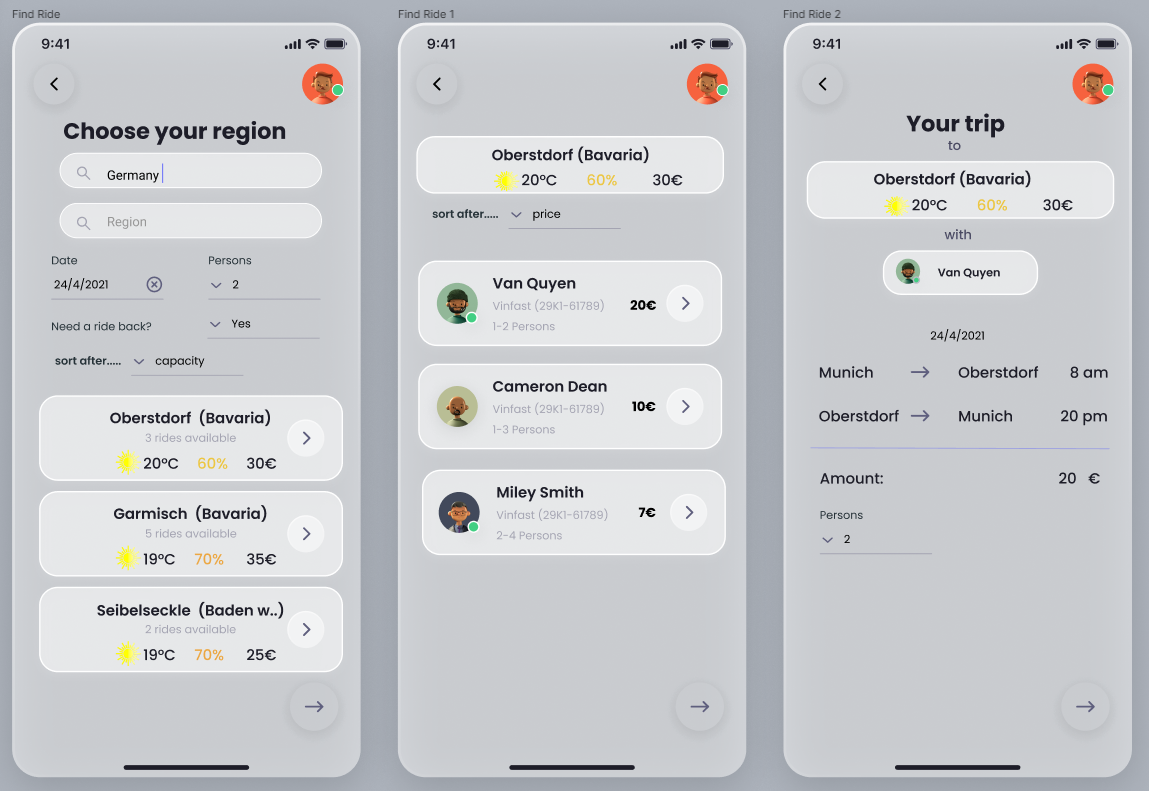 Find Ride
9:41
Choose your region
Germany
Region
Date
Persons
24/4/2021
2
Need a ride back?
Yes
sort after.....
capacity
Oberstdorf (Bavaria)
3 rides available
20°C 60% 30€
Garmisch (Bavaria)
5 rides available
19°C 70% 35€
Seibelseckle (Baden w..)
2 rides available
19°C 70% 25€
Find Ride 1
9:41
Oberstdorf (Bavaria)
20°C 60% 30€
sort after.....
price
Van Quyen
Vinfast (29K1-61789)
1-2 Persons
20€
Cameron Dean
Vinfast (29K1-61789)
1-3 Persons
10€
Miley Smith
Vinfast (29K1-61789)
2-4 Persons
7€
Find Ride 2
9:41
Your trip
to
Oberstdorf (Bavaria)
20°C 60% 30€
with
Van Quyen
24/4/2021
Munich → Oberstdorf 8 am
Oberstdorf → Munich 20 pm
Amount: 20 €
Persons
2